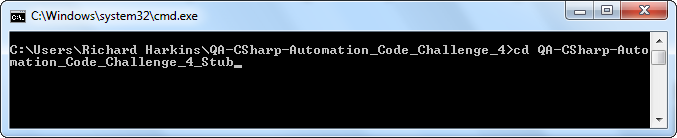 C:\Windows\system32\cmd.exe
C:\Users\Richard Harkins\QA-CSharp-Automation_Code_Challenge_4>cd QA-CSharp-Auto
mation_Code_Challenge_4_Stub_